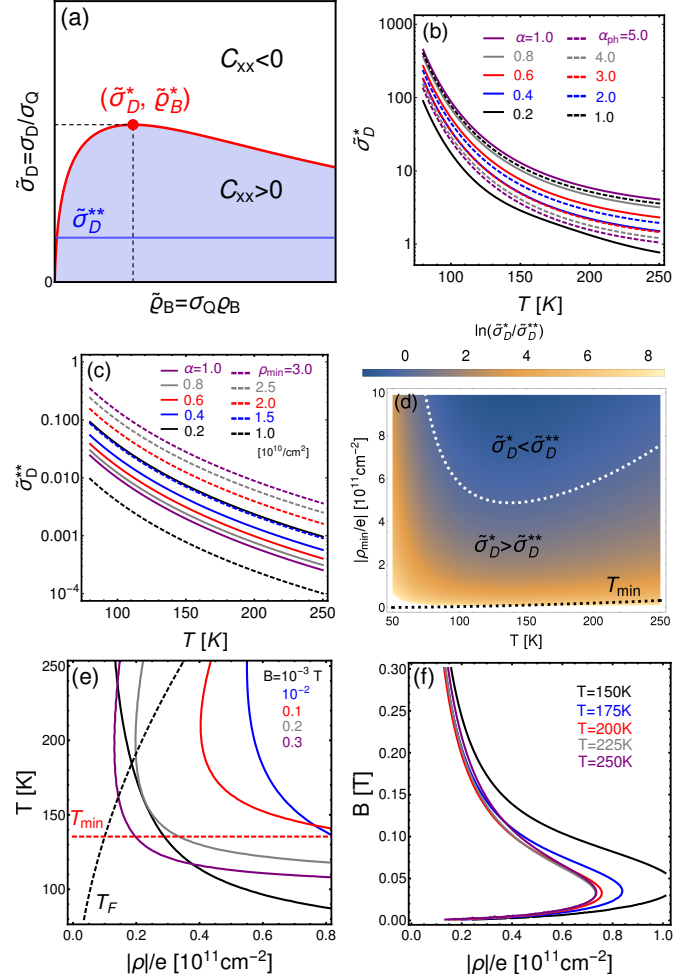 (a)
C_xx<0
(σ̃*_D, ϱ̃*_B)
C_xx>0
σ̃**_D
σ̃_D=σ_D/σ_Q
0
ϱ̃_B=σ_Qϱ_B
(b)
α=1.0
0.8
0.6
0.4
0.2
α_ph=5.0
4.0
3.0
2.0
1.0
σ̃*_D
1000
100
10
1
100 150 200 250
T [K]
(c)
α=1.0
0.8
0.6
0.4
0.2
ρ_min=3.0
2.5
2.0
1.5
1.0
[10^10/cm^2]
σ̃**_D
1
0.100
0.010
0.001
10^-4
100 150 200 250
T [K]
ln(σ̃*_D/σ̃**_D)
0 2 4 6 8
(d)
σ̃*_D<σ̃**_D
σ̃*_D>σ̃**_D
T_min
|ρ_min/e| [10^11cm^-2]
10
8
6
4
2
0
50 100 150 200 250
T [K]
(e)
B=10^-3 T
10^-2
0.1
0.2
0.3
T_min
T_F
T [K]
250
200
150
100
0.0 0.2 0.4 0.6 0.8
|ρ|/e [10^11cm^-2]
(f)
T=150K
T=175K
T=200K
T=225K
T=250K
B [T]
0.30
0.25
0.20
0.15
0.10
0.05
0.00
0.0 0.2 0.4 0.6 0.8 1.0
|ρ|/e [10^11cm^-2]